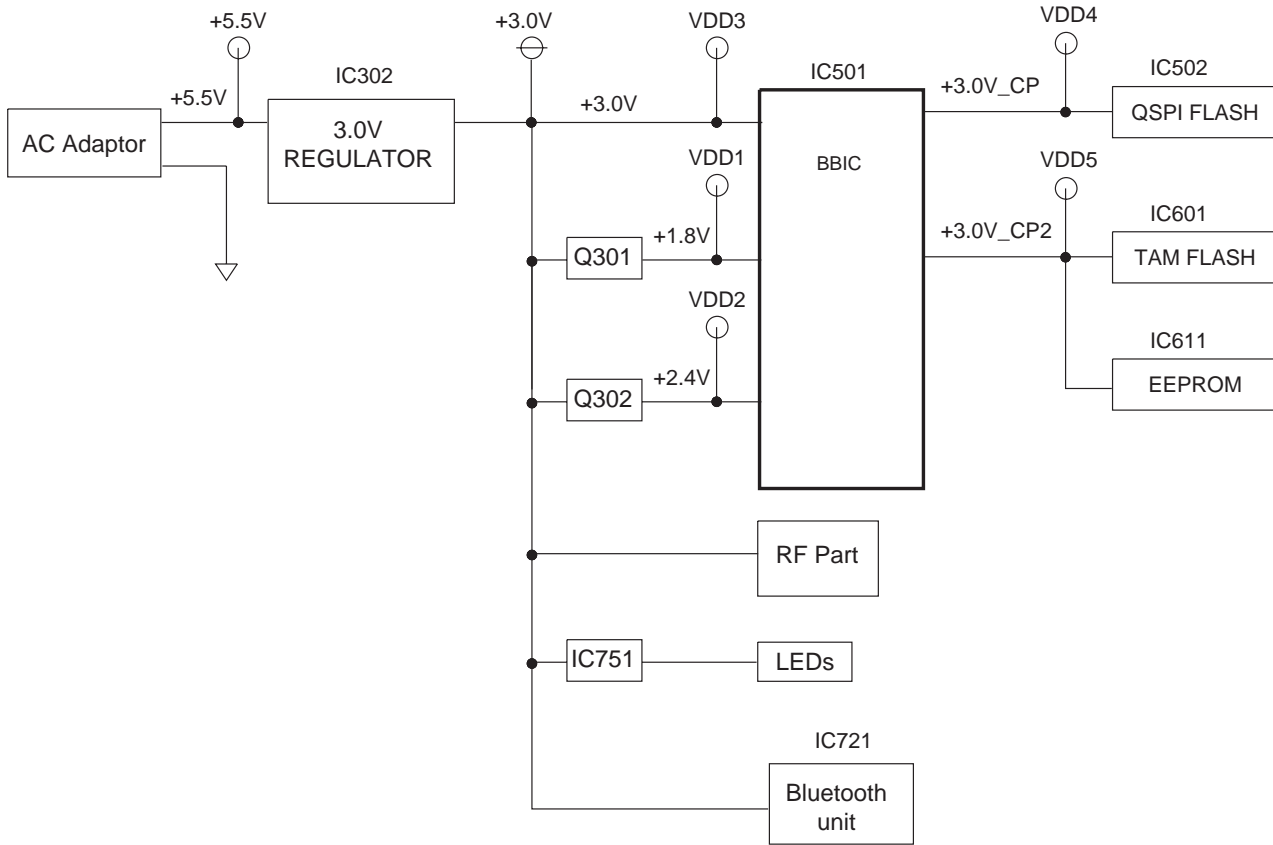 +5.5V
+3.0V
VDD3
VDD4
IC302
IC501
IC502
+5.5V
+3.0V
+3.0V_CP
AC Adaptor
3.0V
REGULATOR
QSPI FLASH
VDD1
BBIC
VDD5
+1.8V
+3.0V_CP2
IC601
Q301
TAM FLASH
VDD2
IC611
+2.4V
Q302
EEPROM
RF Part
IC751
LEDs
IC721
Bluetooth
unit